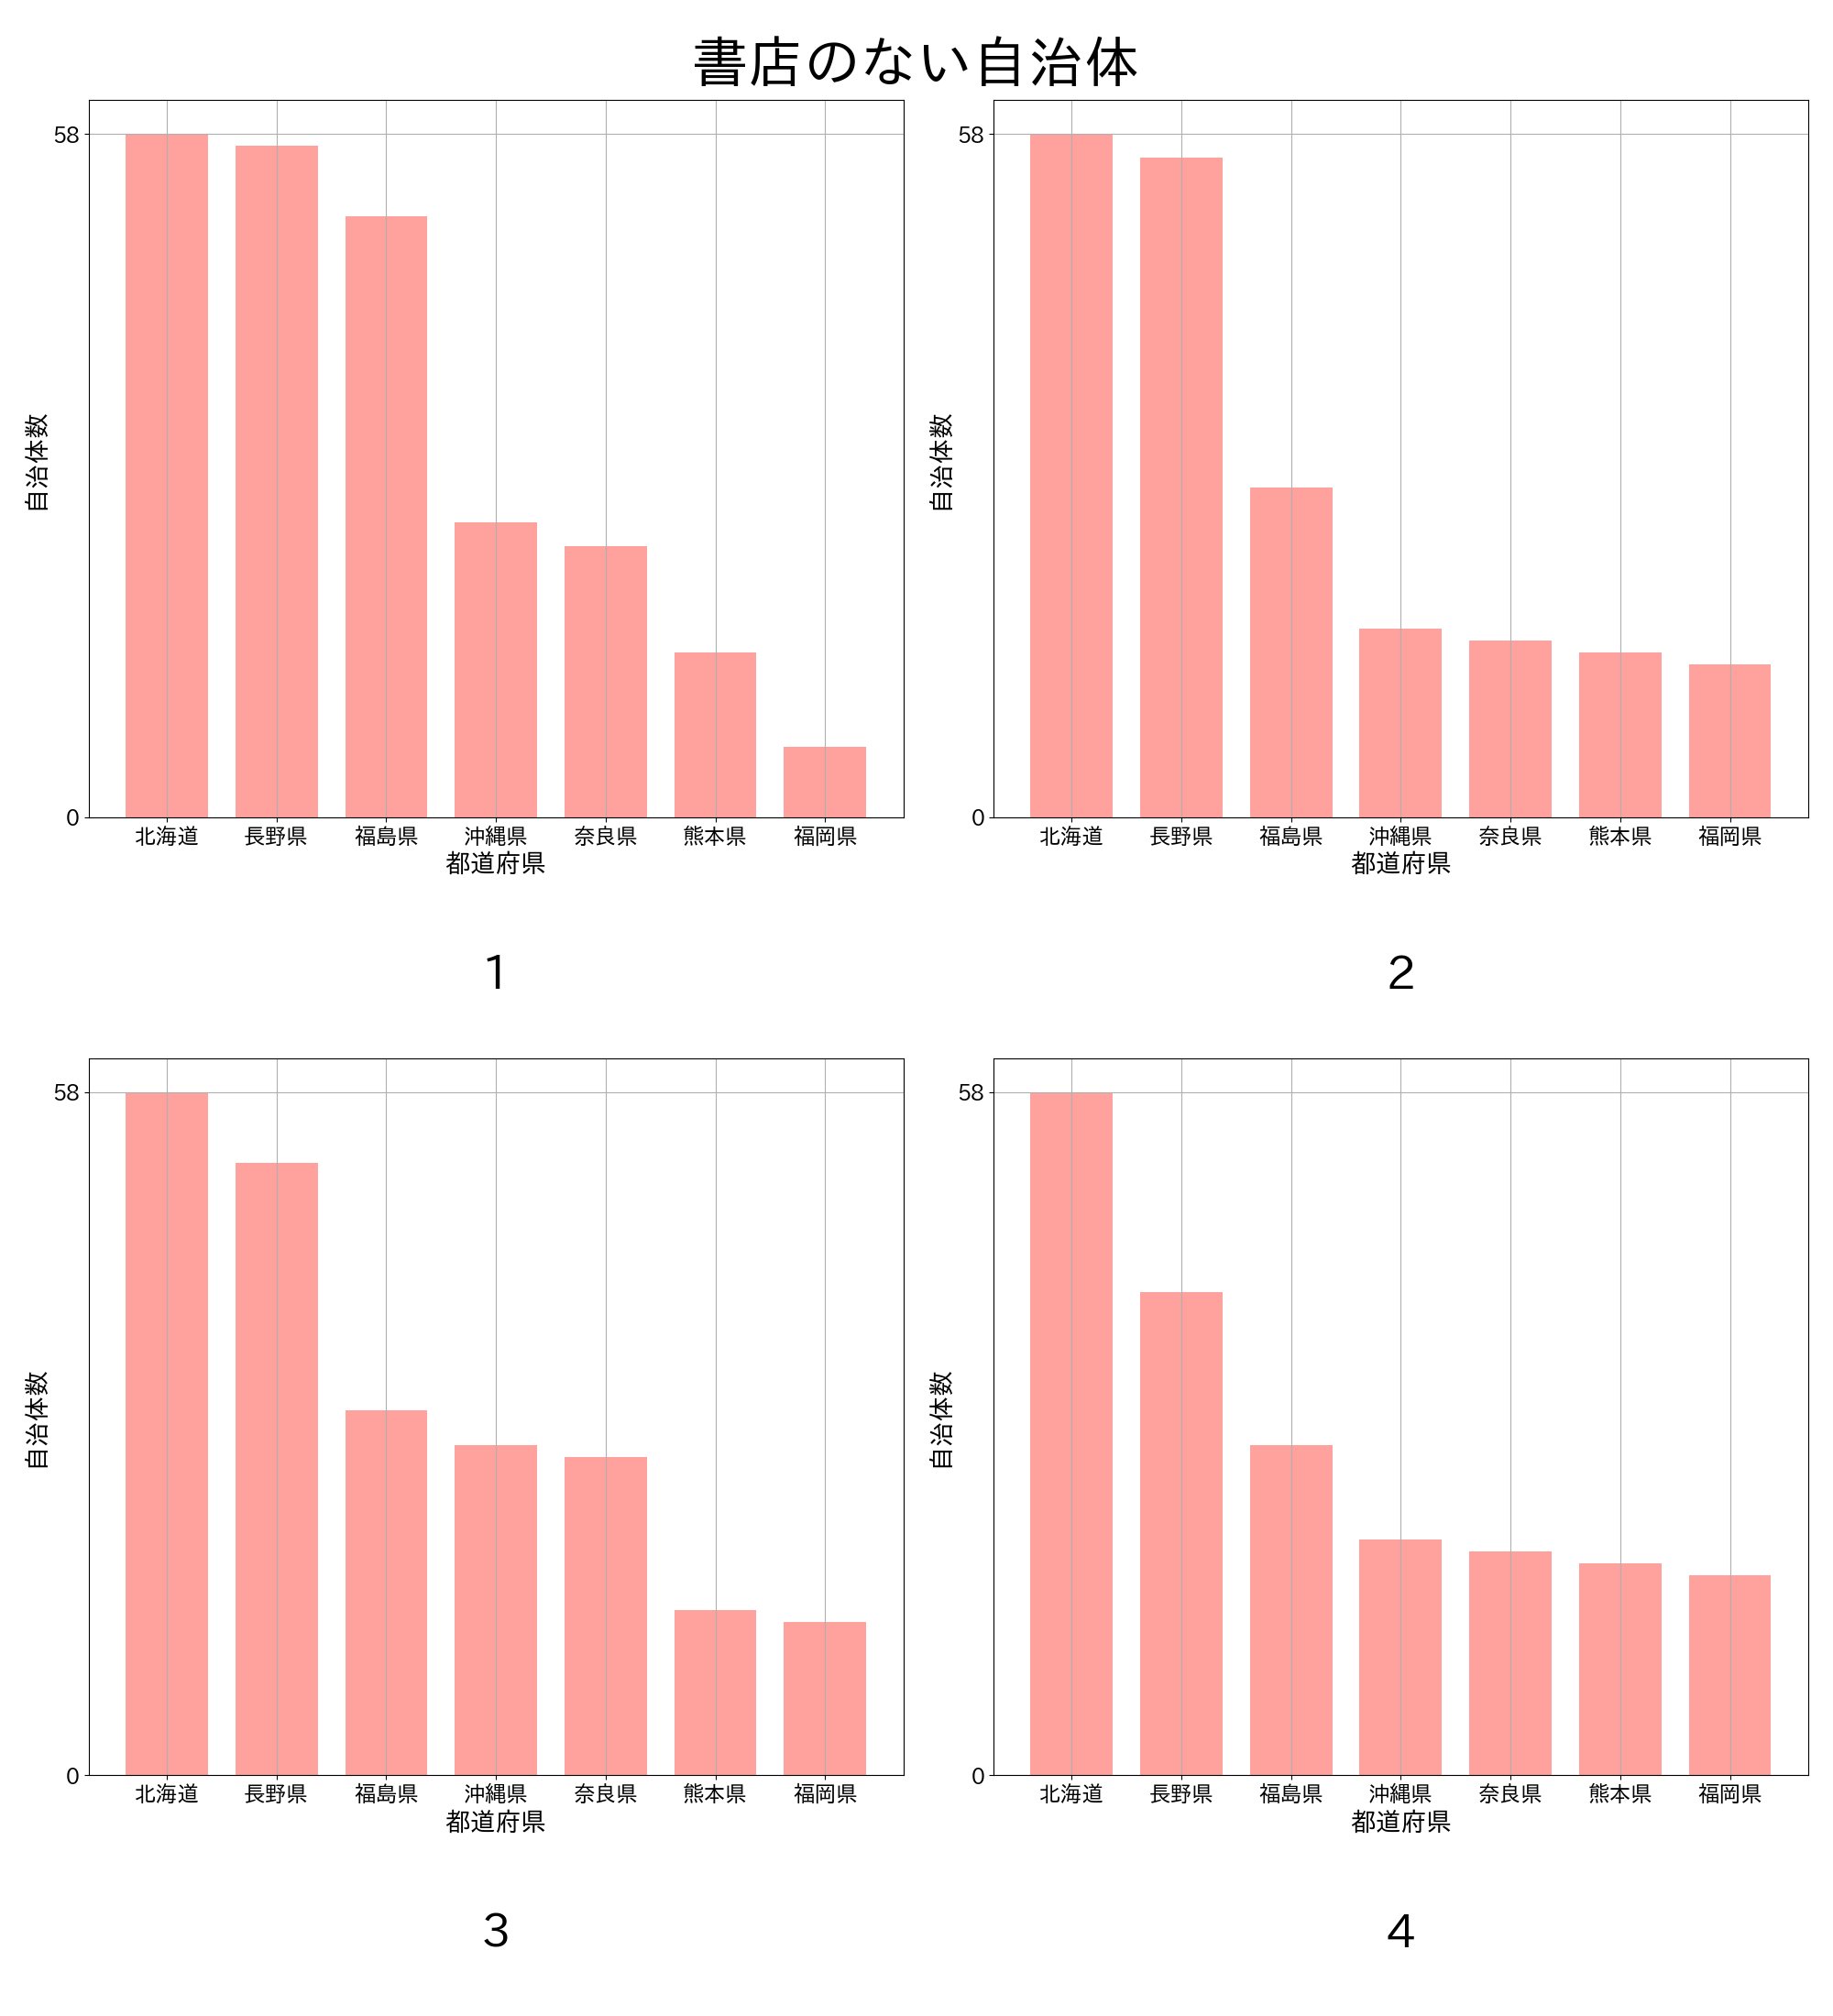 書店のない自治体
58
0
自治体数
北海道 長野県 福島県 沖縄県 奈良県 熊本県 福岡県
都道府県
1
58
0
自治体数
北海道 長野県 福島県 沖縄県 奈良県 熊本県 福岡県
都道府県
2
58
0
自治体数
北海道 長野県 福島県 沖縄県 奈良県 熊本県 福岡県
都道府県
3
58
0
自治体数
北海道 長野県 福島県 沖縄県 奈良県 熊本県 福岡県
都道府県
4